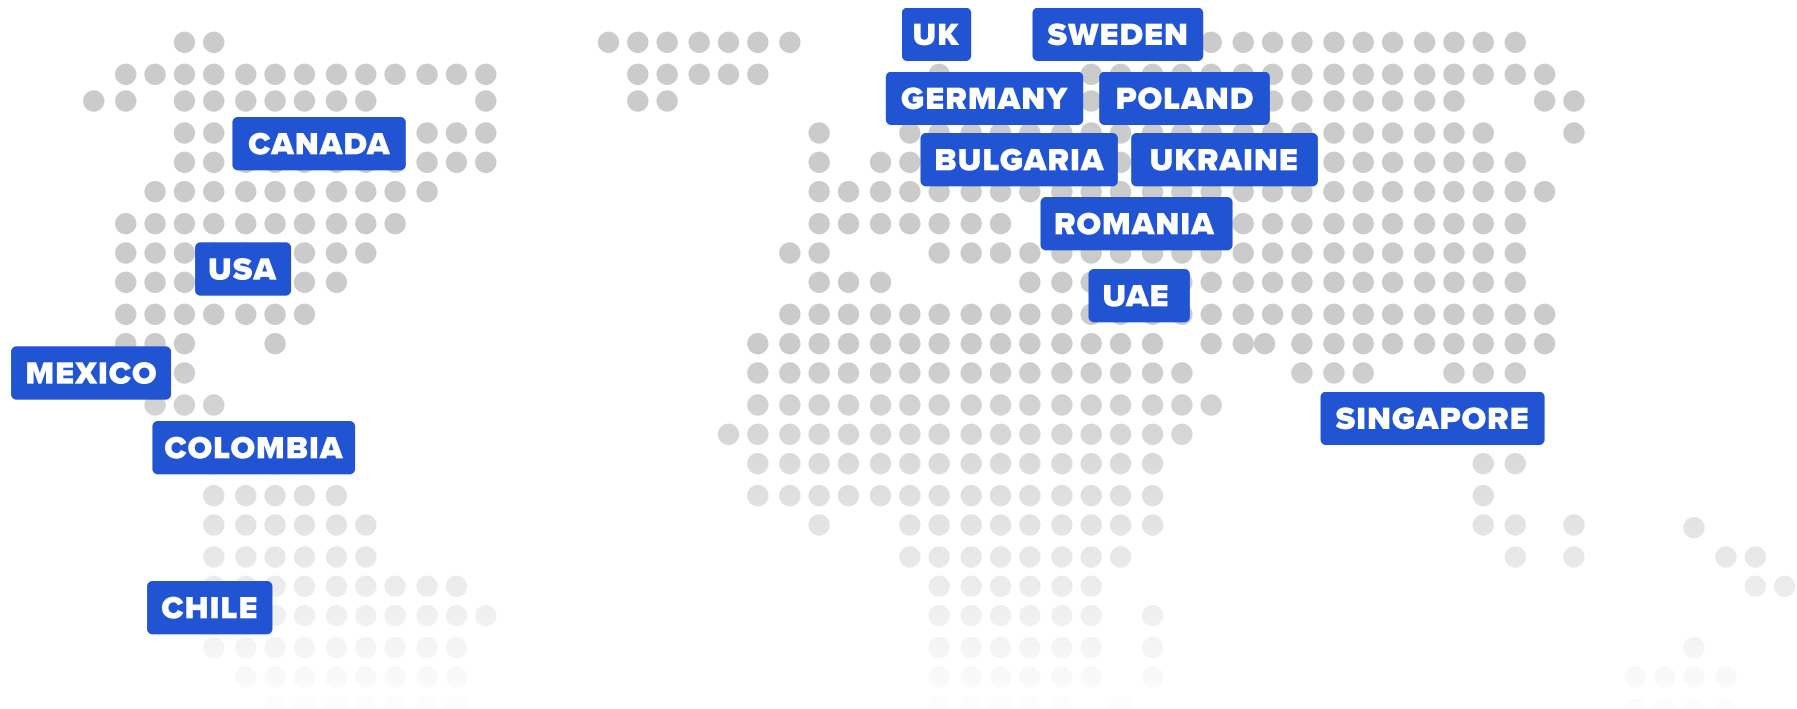 UK
SWEDEN
GERMANY
POLAND
CANADA
BULGARIA
UKRAINE
ROMANIA
USA
UAE
MEXICO
SINGAPORE
COLOMBIA
CHILE